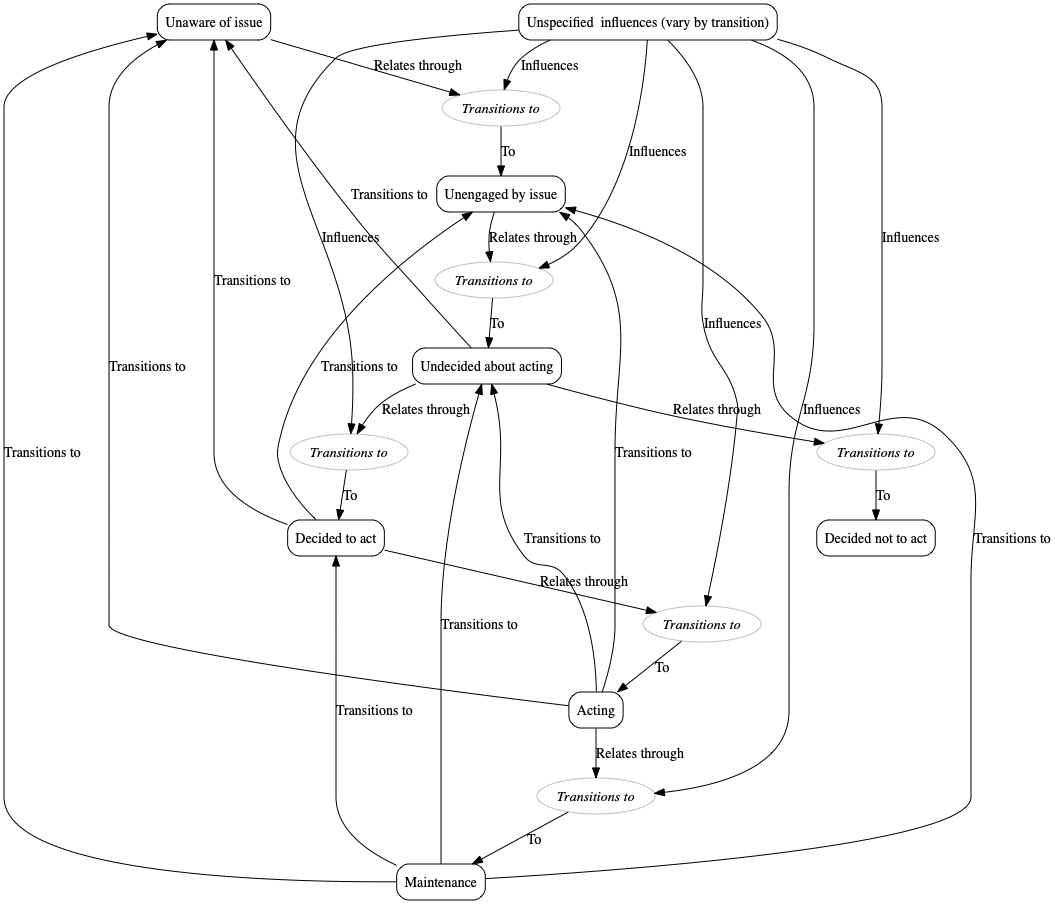 Unaware of issue
Unspecified  influences (vary by transition)
Relates through
Influences
Transitions to
To
Influences
Transitions to
Unengaged by issue
Influences
Relates through
Influences
Transitions to
Transitions to
To
Influences
Transitions to
Transitions to
Undecided about acting
Relates through
Relates through
Influences
Transitions to
Transitions to
Transitions to
Transitions to
To
To
Decided to act
Decided not to act
Transitions to
Transitions to
Relates through
Transitions to
Transitions to
To
Acting
Transitions to
Relates through
Transitions to
To
Maintenance